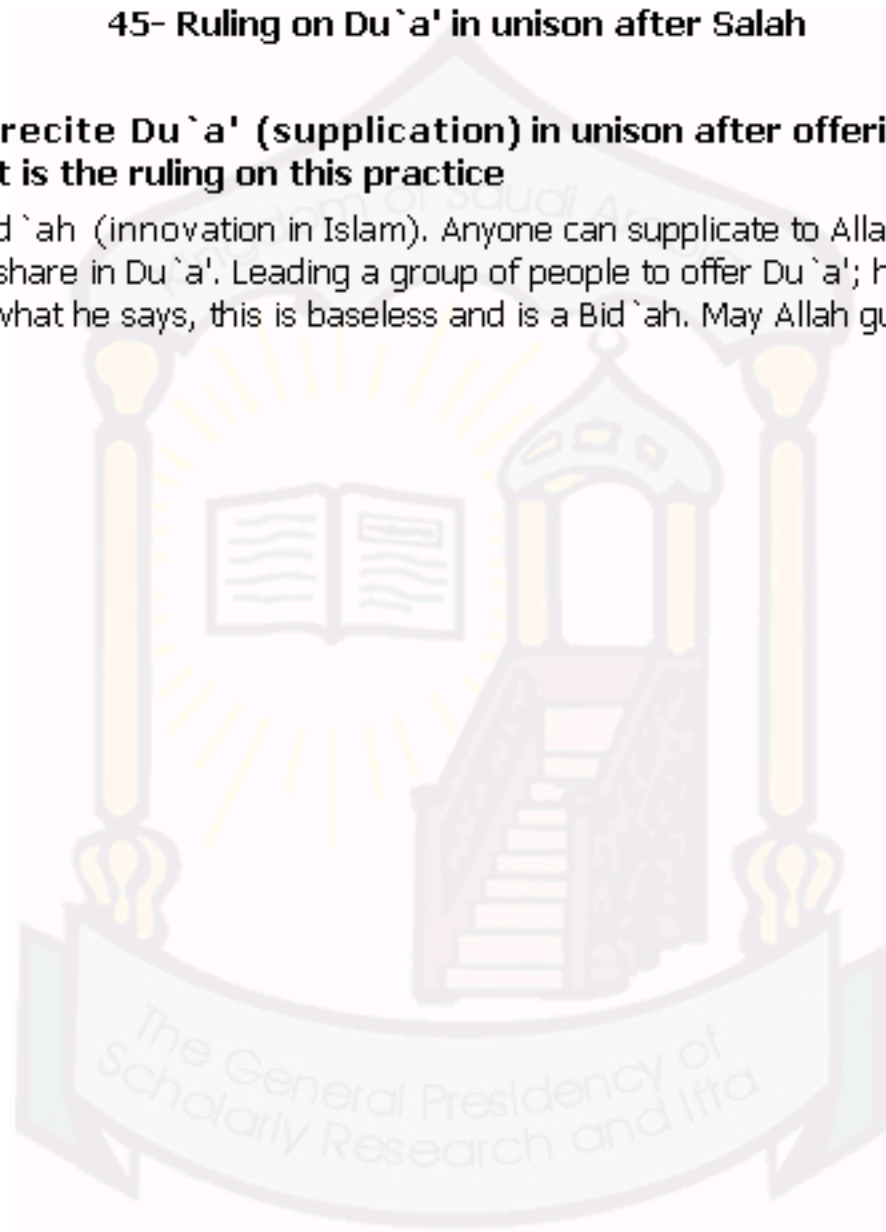 45- Ruling on Du`a' in unison after Salah
recite Du`a' (supplication) in unison after offeri
t is the ruling on this practice
Kingdom of Saudi Arabia
d`ah (innovation in Islam). Anyone can supplicate to Alla
share in Du`a'. Leading a group of people to offer Du`a'; h
what he says, this is baseless and is a Bid`ah. May Allah gu
The General Presidency of
Scholarly Research and Ifta